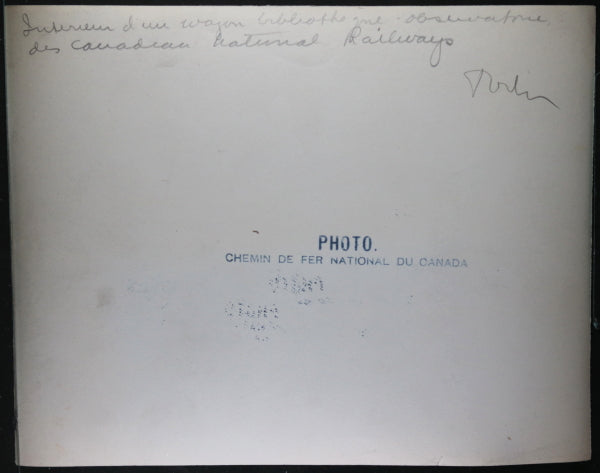 Interieur d'un wagon bibliothèque-observatoire
des Canadian National Railways
PHOTO.
CHEMIN DE FER NATIONAL DU CANADA